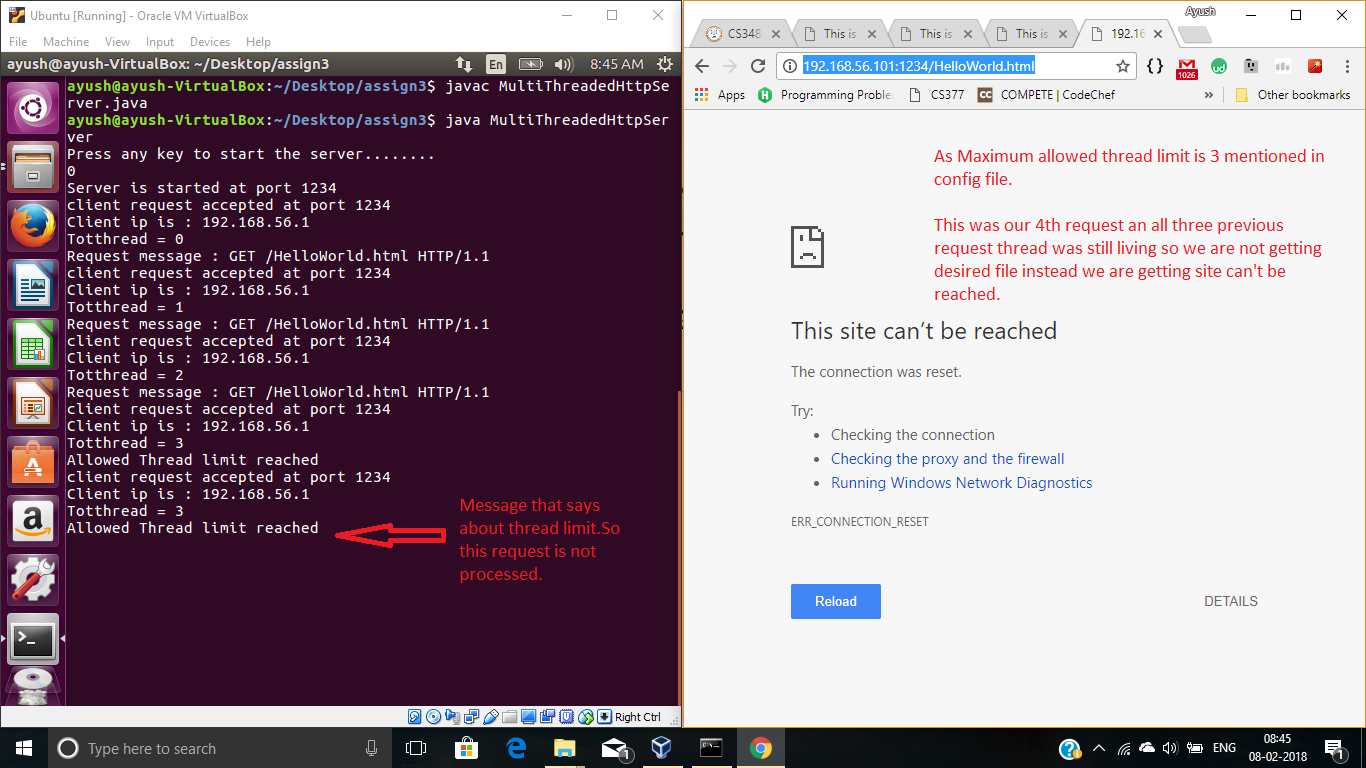 Ubuntu [Running] - Oracle VM VirtualBox
File Machine View Input Devices Help
ayush@ayush-VirtualBox: ~/Desktop/assign3
En
8:45 AM
ayush@ayush-VirtualBox:~/Desktop/assign3$ javac MultiThreadedHttpSe
rver.java
ayush@ayush-VirtualBox:~/Desktop/assign3$ java MultiThreadedHttpSer
ver
Press any key to start the server........
0
Server is started at port 1234
client request accepted at port 1234
Client ip is : 192.168.56.1
Totthread = 0
Request message : GET /HelloWorld.html HTTP/1.1
client request accepted at port 1234
Client ip is : 192.168.56.1
Totthread = 1
Request message : GET /HelloWorld.html HTTP/1.1
client request accepted at port 1234
Client ip is : 192.168.56.1
Totthread = 2
Request message : GET /HelloWorld.html HTTP/1.1
client request accepted at port 1234
Client ip is : 192.168.56.1
Totthread = 3
Allowed Thread limit reached
client request accepted at port 1234
Client ip is : 192.168.56.1
Totthread = 3
Allowed Thread limit reached
Message that says
about thread limit.So
this request is not
processed.
Right Ctrl
Ayush
CS348
This is
This is
This is
192.16
192.168.56.101:1234/HelloWorld.html
1026
ud
Apps
Programming Proble
CS377
CC
COMPETE | CodeChef
»
Other bookmarks
As Maximum allowed thread limit is 3 mentioned in
config file.
This was our 4th request an all three previous
request thread was still living so we are not getting
desired file instead we are getting site can't be
reached.
This site can’t be reached
The connection was reset.
Try:
• Checking the connection
• Checking the proxy and the firewall
• Running Windows Network Diagnostics
ERR_CONNECTION_RESET
Reload
DETAILS
Type here to search
1
ENG
08:45
08-02-2018
1